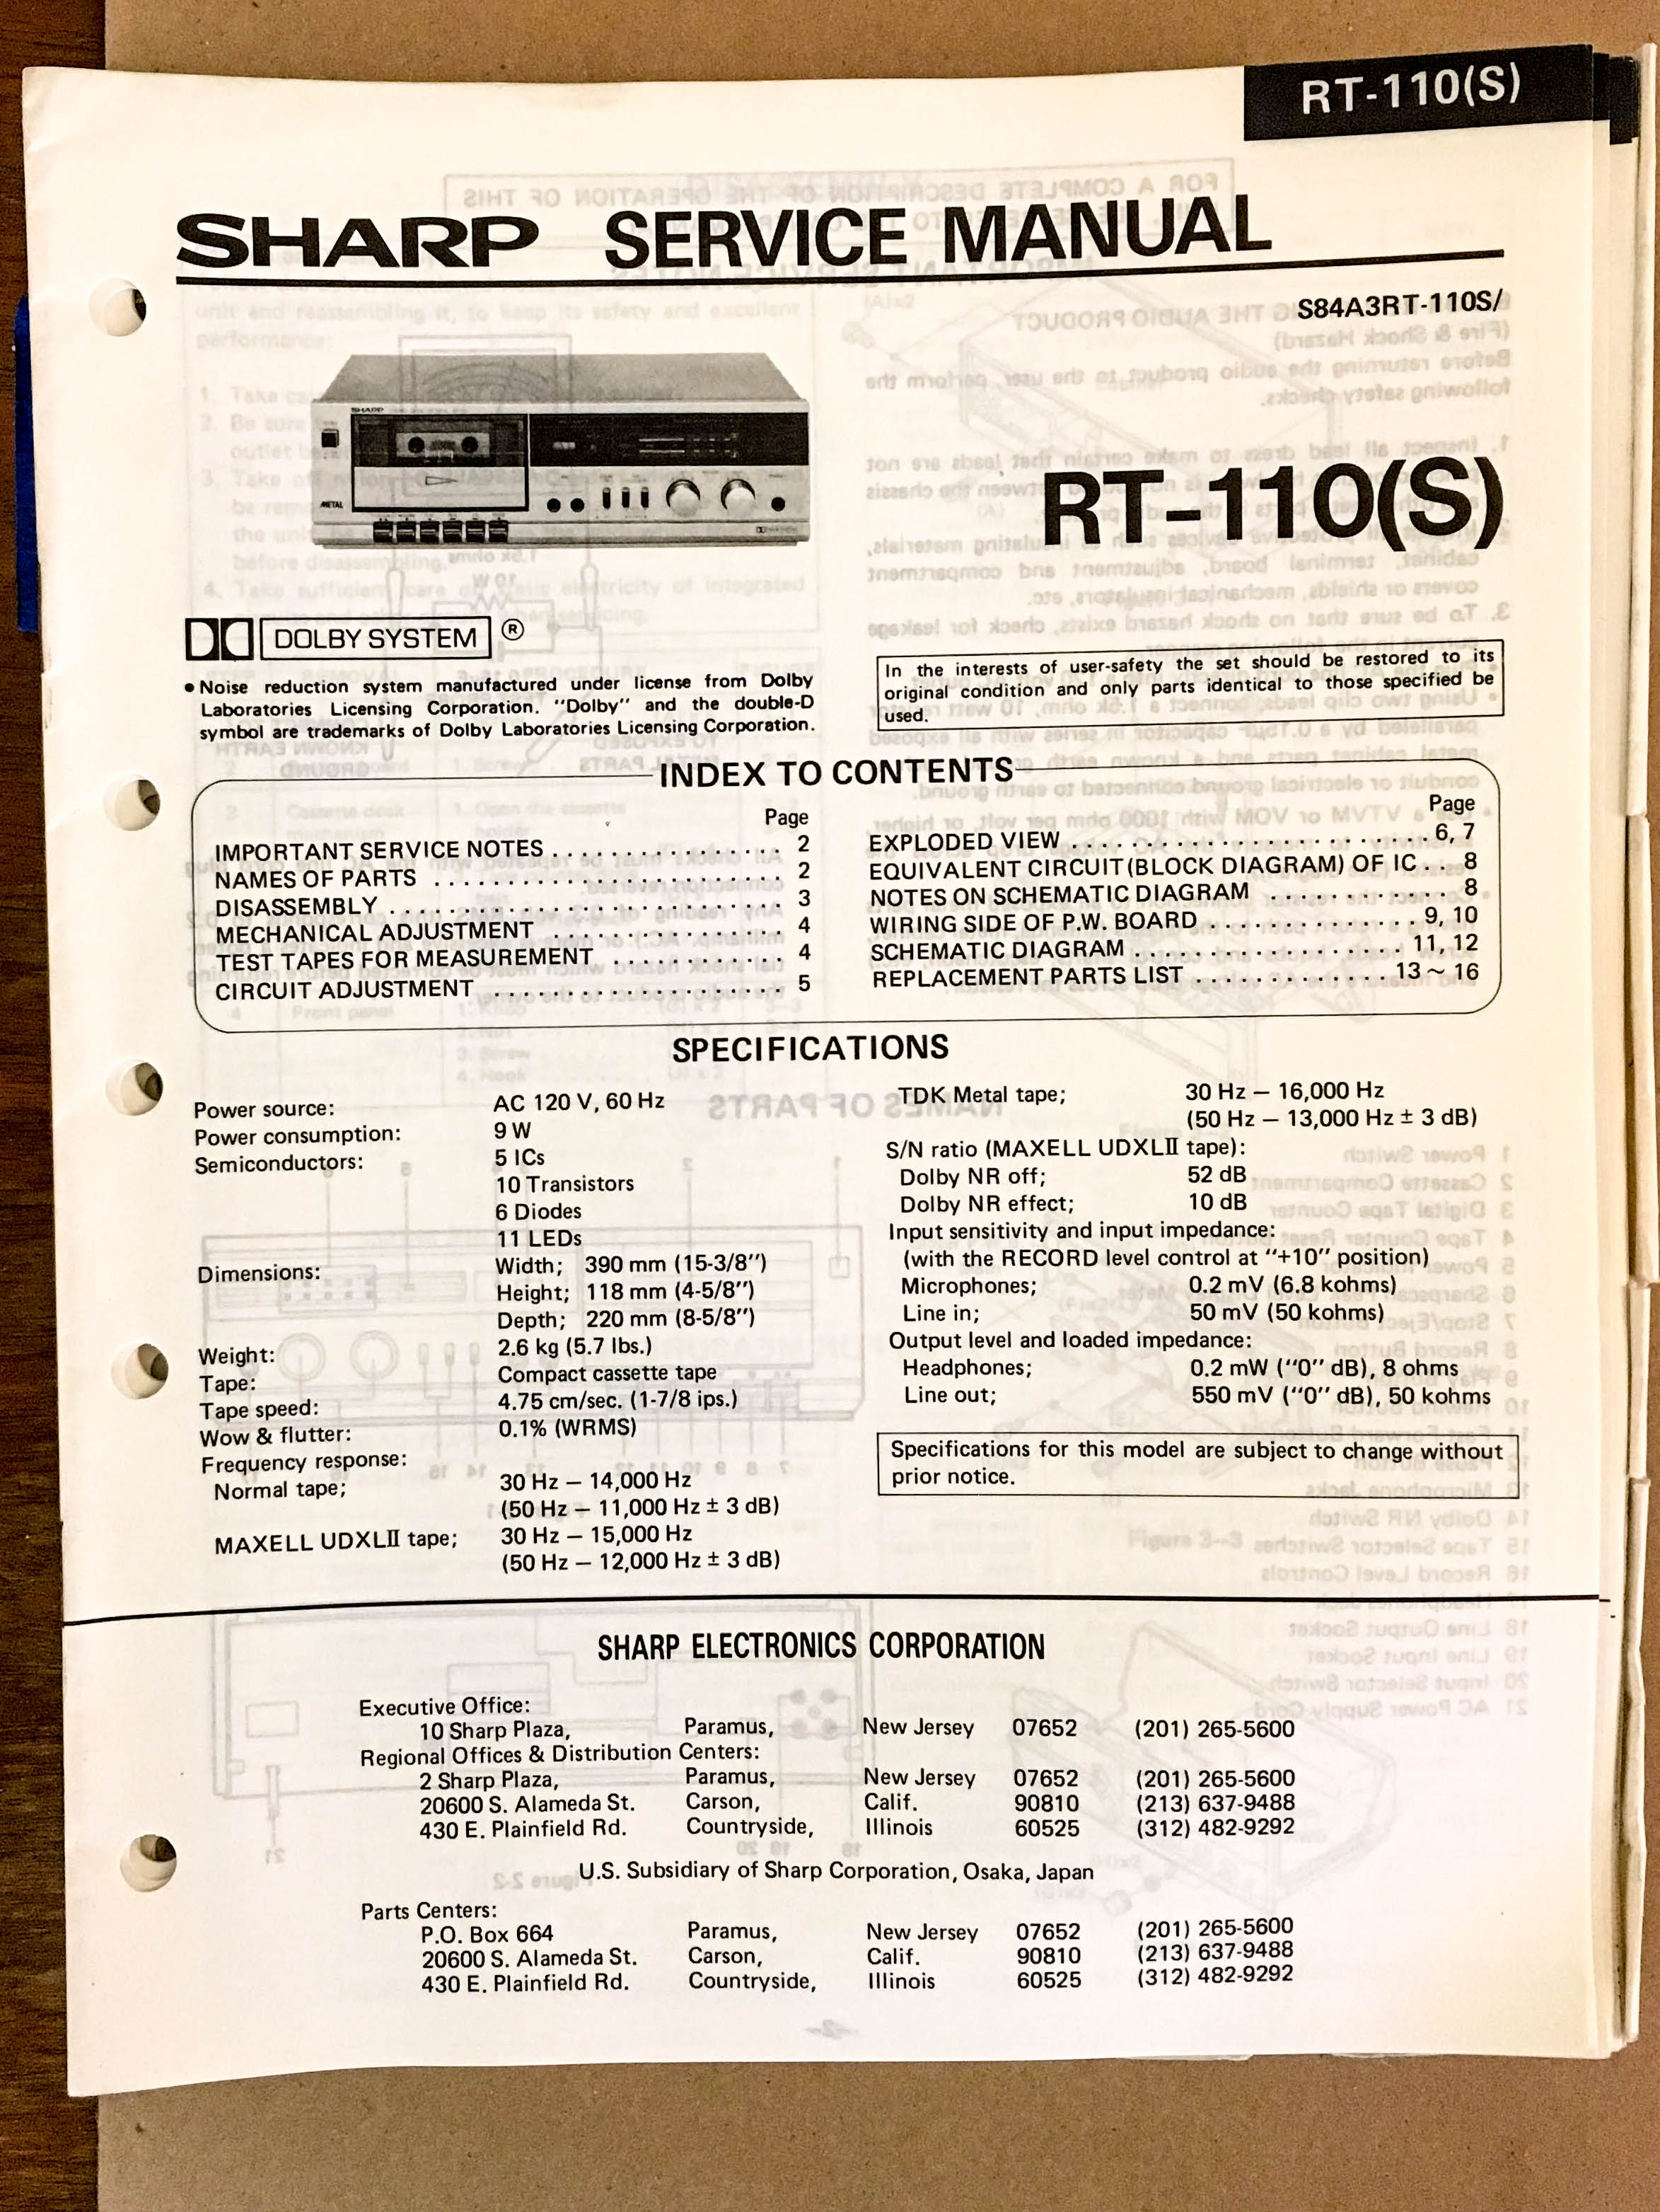 RT-110(S)
SHARP SERVICE MANUAL
S84A3RT-110S/
SHARP
METAL
RT-110(S)
DOLBY SYSTEM ®
• Noise reduction system manufactured under license from Dolby
Laboratories Licensing Corporation. "Dolby" and the double-D
symbol are trademarks of Dolby Laboratories Licensing Corporation.
In the interests of user-safety the set should be restored to its
original condition and only parts identical to those specified be
used.
INDEX TO CONTENTS
Page
IMPORTANT SERVICE NOTES . . . . . . . . . . . . . . . . 2
NAMES OF PARTS . . . . . . . . . . . . . . . . . . . . . . . . 2
DISASSEMBLY . . . . . . . . . . . . . . . . . . . . . . . . . . . 3
MECHANICAL ADJUSTMENT . . . . . . . . . . . . . . . . 4
TEST TAPES FOR MEASUREMENT . . . . . . . . . . . . 4
CIRCUIT ADJUSTMENT . . . . . . . . . . . . . . . . . . . . 5
Page
EXPLODED VIEW . . . . . . . . . . . . . . . . . . . . . . . . . 6, 7
EQUIVALENT CIRCUIT (BLOCK DIAGRAM) OF IC . . 8
NOTES ON SCHEMATIC DIAGRAM . . . . . . . . . . . . 8
WIRING SIDE OF P.W. BOARD . . . . . . . . . . . . . . . 9, 10
SCHEMATIC DIAGRAM . . . . . . . . . . . . . . . . . . . 11, 12
REPLACEMENT PARTS LIST . . . . . . . . . . . . . . 13 ~ 16
SPECIFICATIONS
Power source: AC 120 V, 60 Hz
Power consumption: 9 W
Semiconductors: 5 ICs
10 Transistors
6 Diodes
11 LEDs
Dimensions: Width; 390 mm (15-3/8")
Height; 118 mm (4-5/8")
Depth; 220 mm (8-5/8")
Weight: 2.6 kg (5.7 lbs.)
Tape: Compact cassette tape
Tape speed: 4.75 cm/sec. (1-7/8 ips.)
Wow & flutter: 0.1% (WRMS)
Frequency response:
Normal tape; 30 Hz — 14,000 Hz
(50 Hz — 11,000 Hz ± 3 dB)
MAXELL UDXLII tape; 30 Hz — 15,000 Hz
(50 Hz — 12,000 Hz ± 3 dB)
TDK Metal tape; 30 Hz — 16,000 Hz
(50 Hz — 13,000 Hz ± 3 dB)
S/N ratio (MAXELL UDXLII tape):
Dolby NR off; 52 dB
Dolby NR effect; 10 dB
Input sensitivity and input impedance:
(with the RECORD level control at "+10" position)
Microphones; 0.2 mV (6.8 kohms)
Line in; 50 mV (50 kohms)
Output level and loaded impedance:
Headphones; 0.2 mW ("0" dB), 8 ohms
Line out; 550 mV ("0" dB), 50 kohms
Specifications for this model are subject to change without
prior notice.
SHARP ELECTRONICS CORPORATION
Executive Office:
10 Sharp Plaza, Paramus, New Jersey 07652 (201) 265-5600
Regional Offices & Distribution Centers:
2 Sharp Plaza, Paramus, New Jersey 07652 (201) 265-5600
20600 S. Alameda St. Carson, Calif. 90810 (213) 637-9488
430 E. Plainfield Rd. Countryside, Illinois 60525 (312) 482-9292
U.S. Subsidiary of Sharp Corporation, Osaka, Japan
Parts Centers:
P.O. Box 664 Paramus, New Jersey 07652 (201) 265-5600
20600 S. Alameda St. Carson, Calif. 90810 (213) 637-9488
430 E. Plainfield Rd. Countryside, Illinois 60525 (312) 482-9292